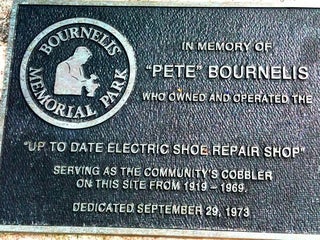 BOURNELIS
MEMORIAL PARK
IN MEMORY OF
"PETE" BOURNELIS
WHO OWNED AND OPERATED THE
"UP TO DATE ELECTRIC SHOE REPAIR SHOP"
SERVING AS THE COMMUNITY'S COBBLER
ON THIS SITE FROM 1919 – 1969.
DEDICATED SEPTEMBER 29, 1973